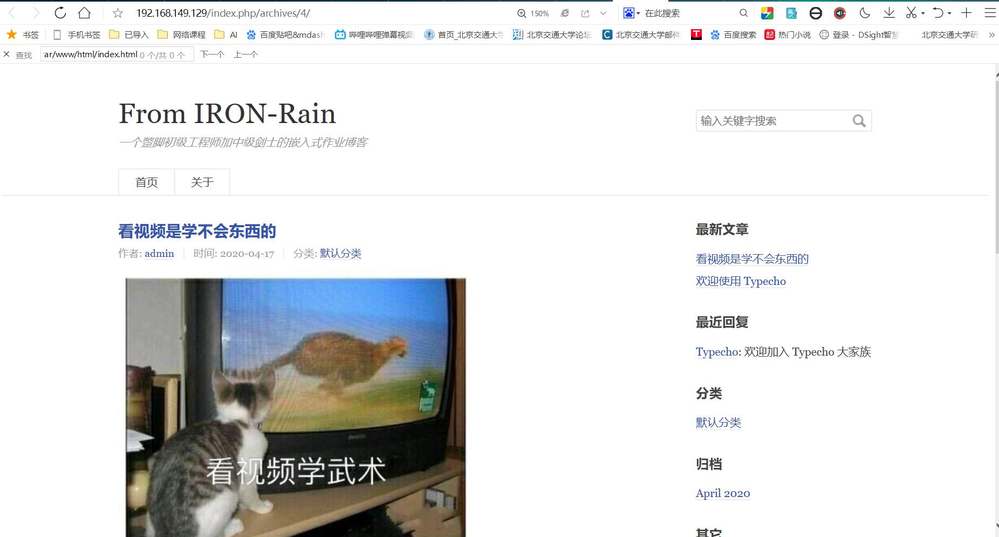 192.168.149.129/index.php/archives/4/
150%
在此搜索
书签
手机书签
已导入
网络课程
AI
百度贴吧&mdash
哔哩哔哩弹幕视频
首页_北京交通大学
北京交通大学论坛
北京交通大学邮件
百度搜索
热门小说
登录 - DSight智慧
北京交通大学研
查找
ar/www/html/index.html 0 个/共 0 个
下一个
上一个
From IRON-Rain
一个蹩脚初级工程师加中级剑士的嵌入式作业博客
输入关键字搜索
首页
关于
看视频是学不会东西的
作者: admin
时间: 2020-04-17
分类: 默认分类
看视频学武术
最新文章
看视频是学不会东西的
欢迎使用 Typecho
最近回复
Typecho: 欢迎加入 Typecho 大家族
分类
默认分类
归档
April 2020
其它